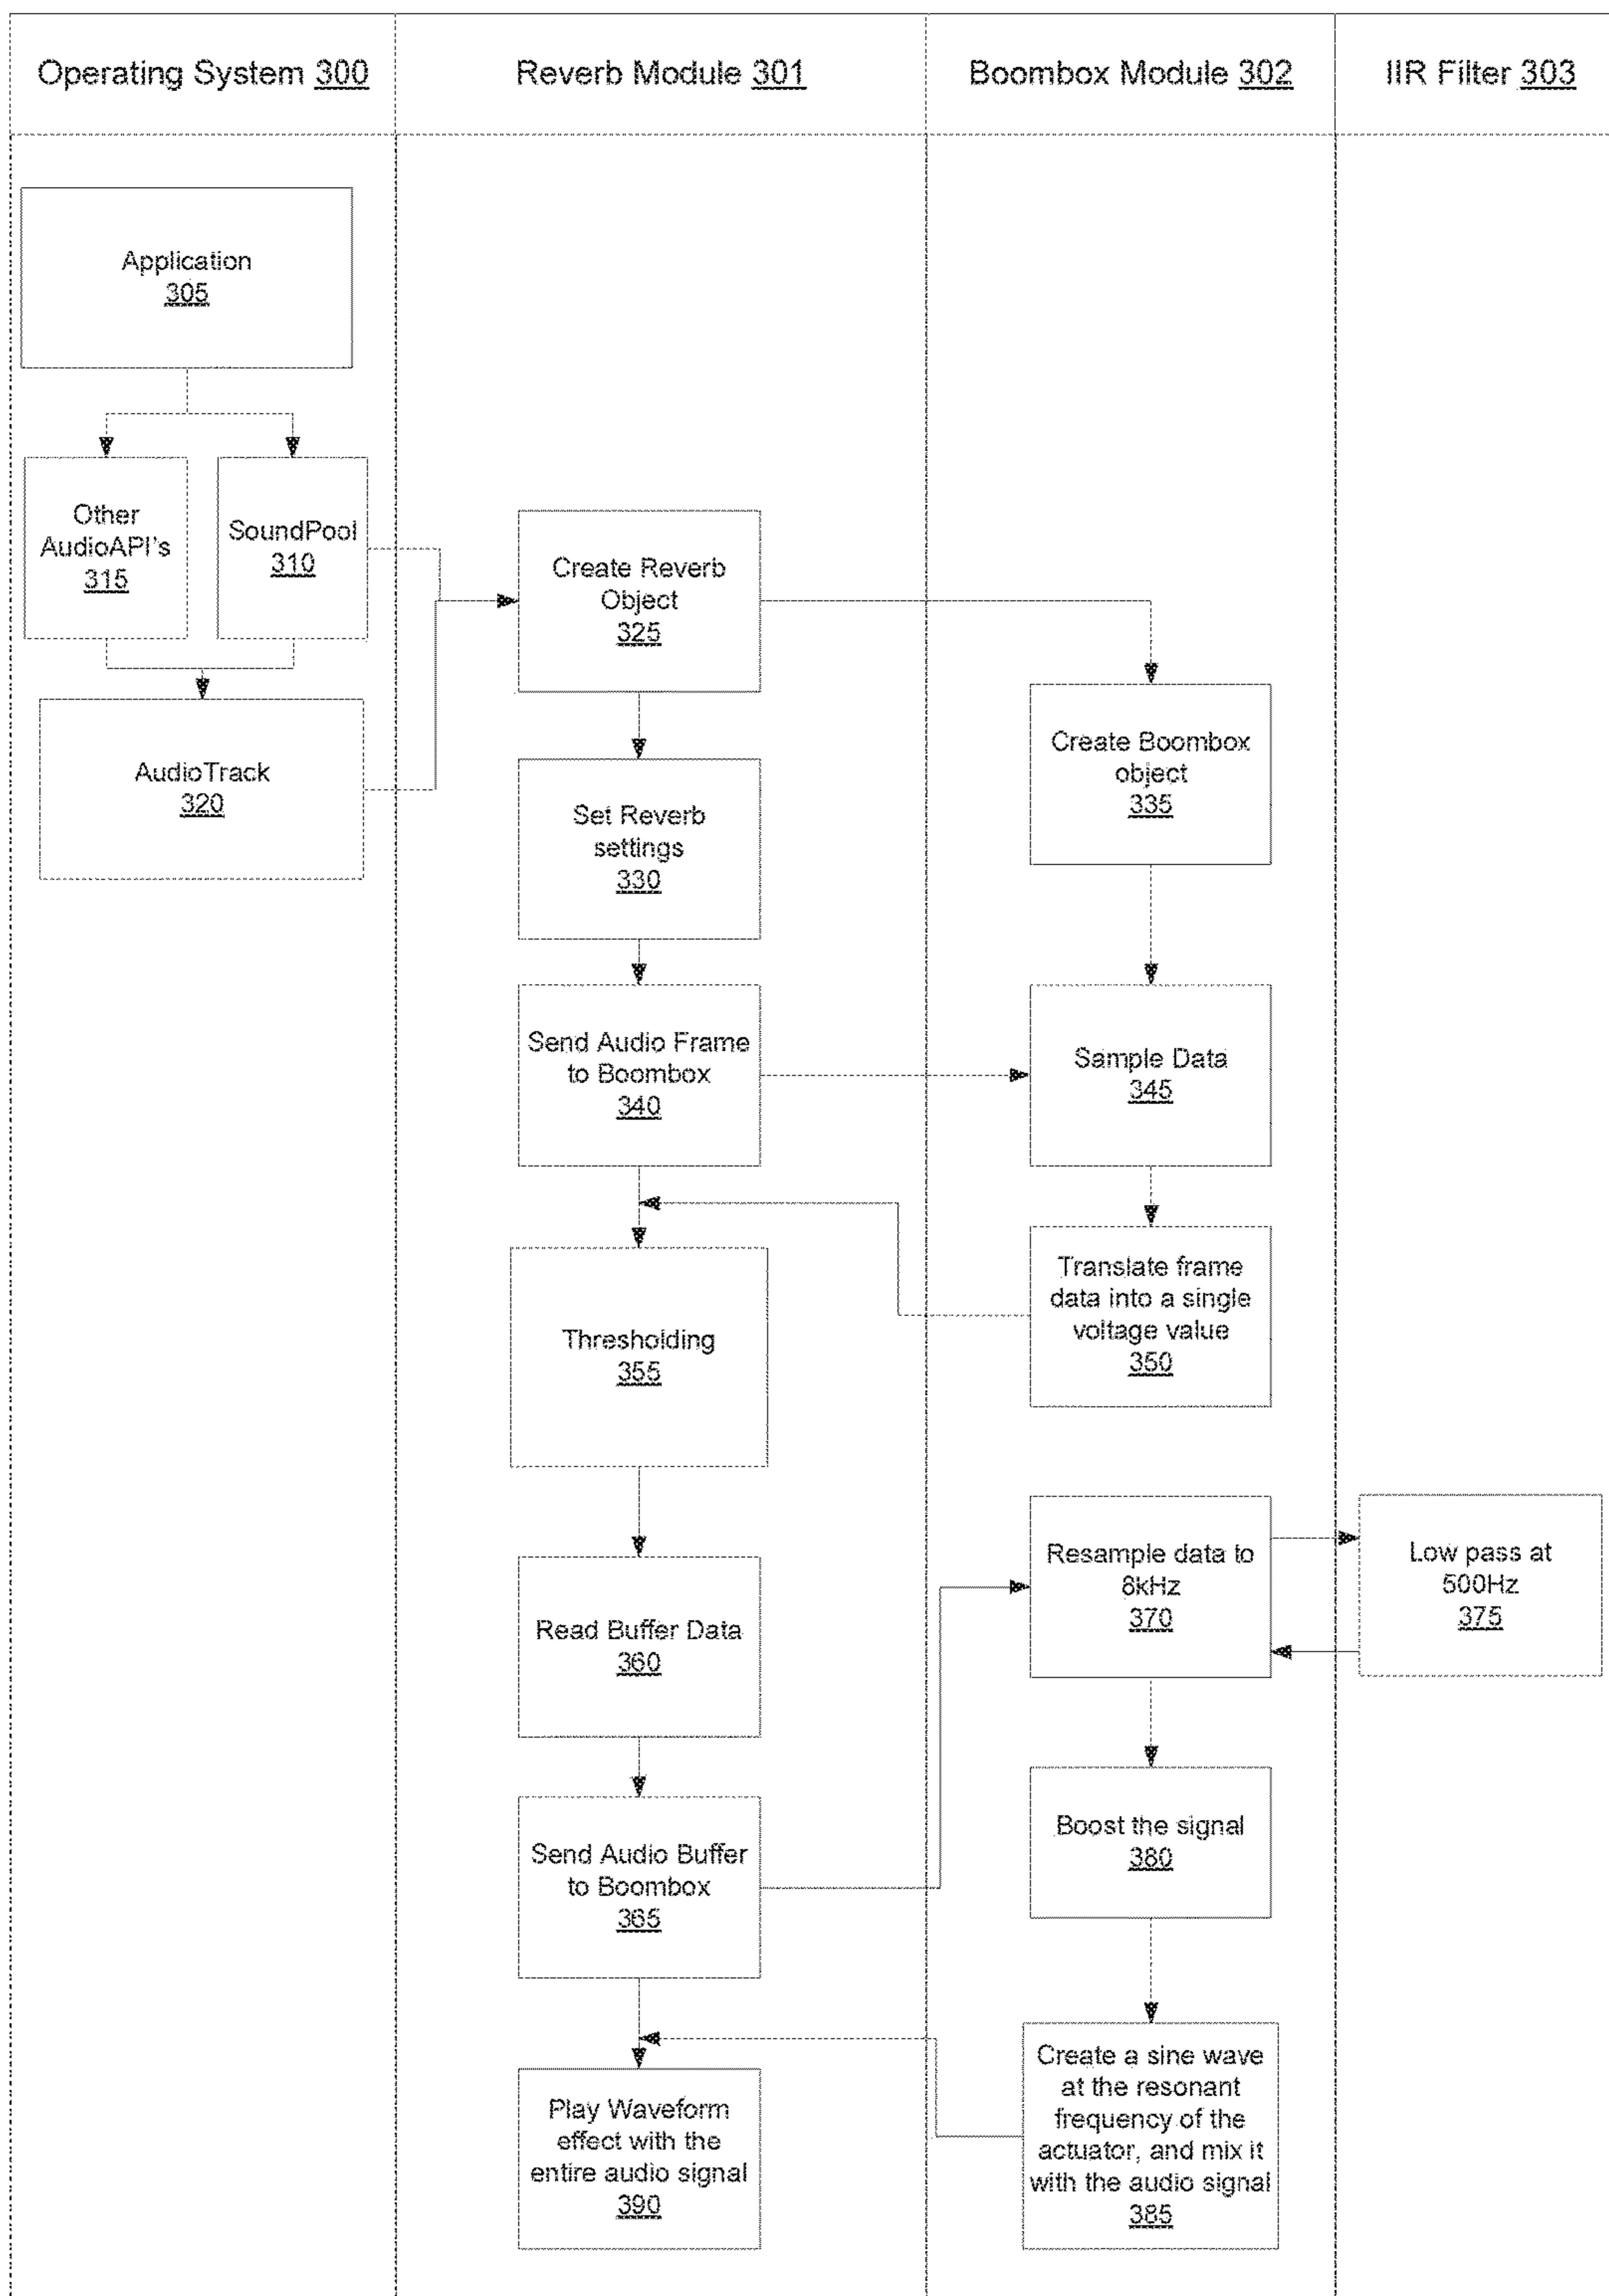 Operating System 300
Reverb Module 301
Boombox Module 302
IIR Filter 303
Application
305
Other
AudioAPI's
315
SoundPool
310
AudioTrack
320
Create Reverb
Object
325
Set Reverb
settings
330
Create Boombox
object
335
Send Audio Frame
to Boombox
340
Sample Data
345
Translate frame
data into a single
voltage value
350
Thresholding
355
Read Buffer Data
360
Send Audio Buffer
to Boombox
365
Resample data to
8kHz
370
Low pass at
500Hz
375
Boost the signal
380
Create a sine wave
at the resonant
frequency of the
actuator, and mix it
with the audio signal
385
Play Waveform
effect with the
entire audio signal
390